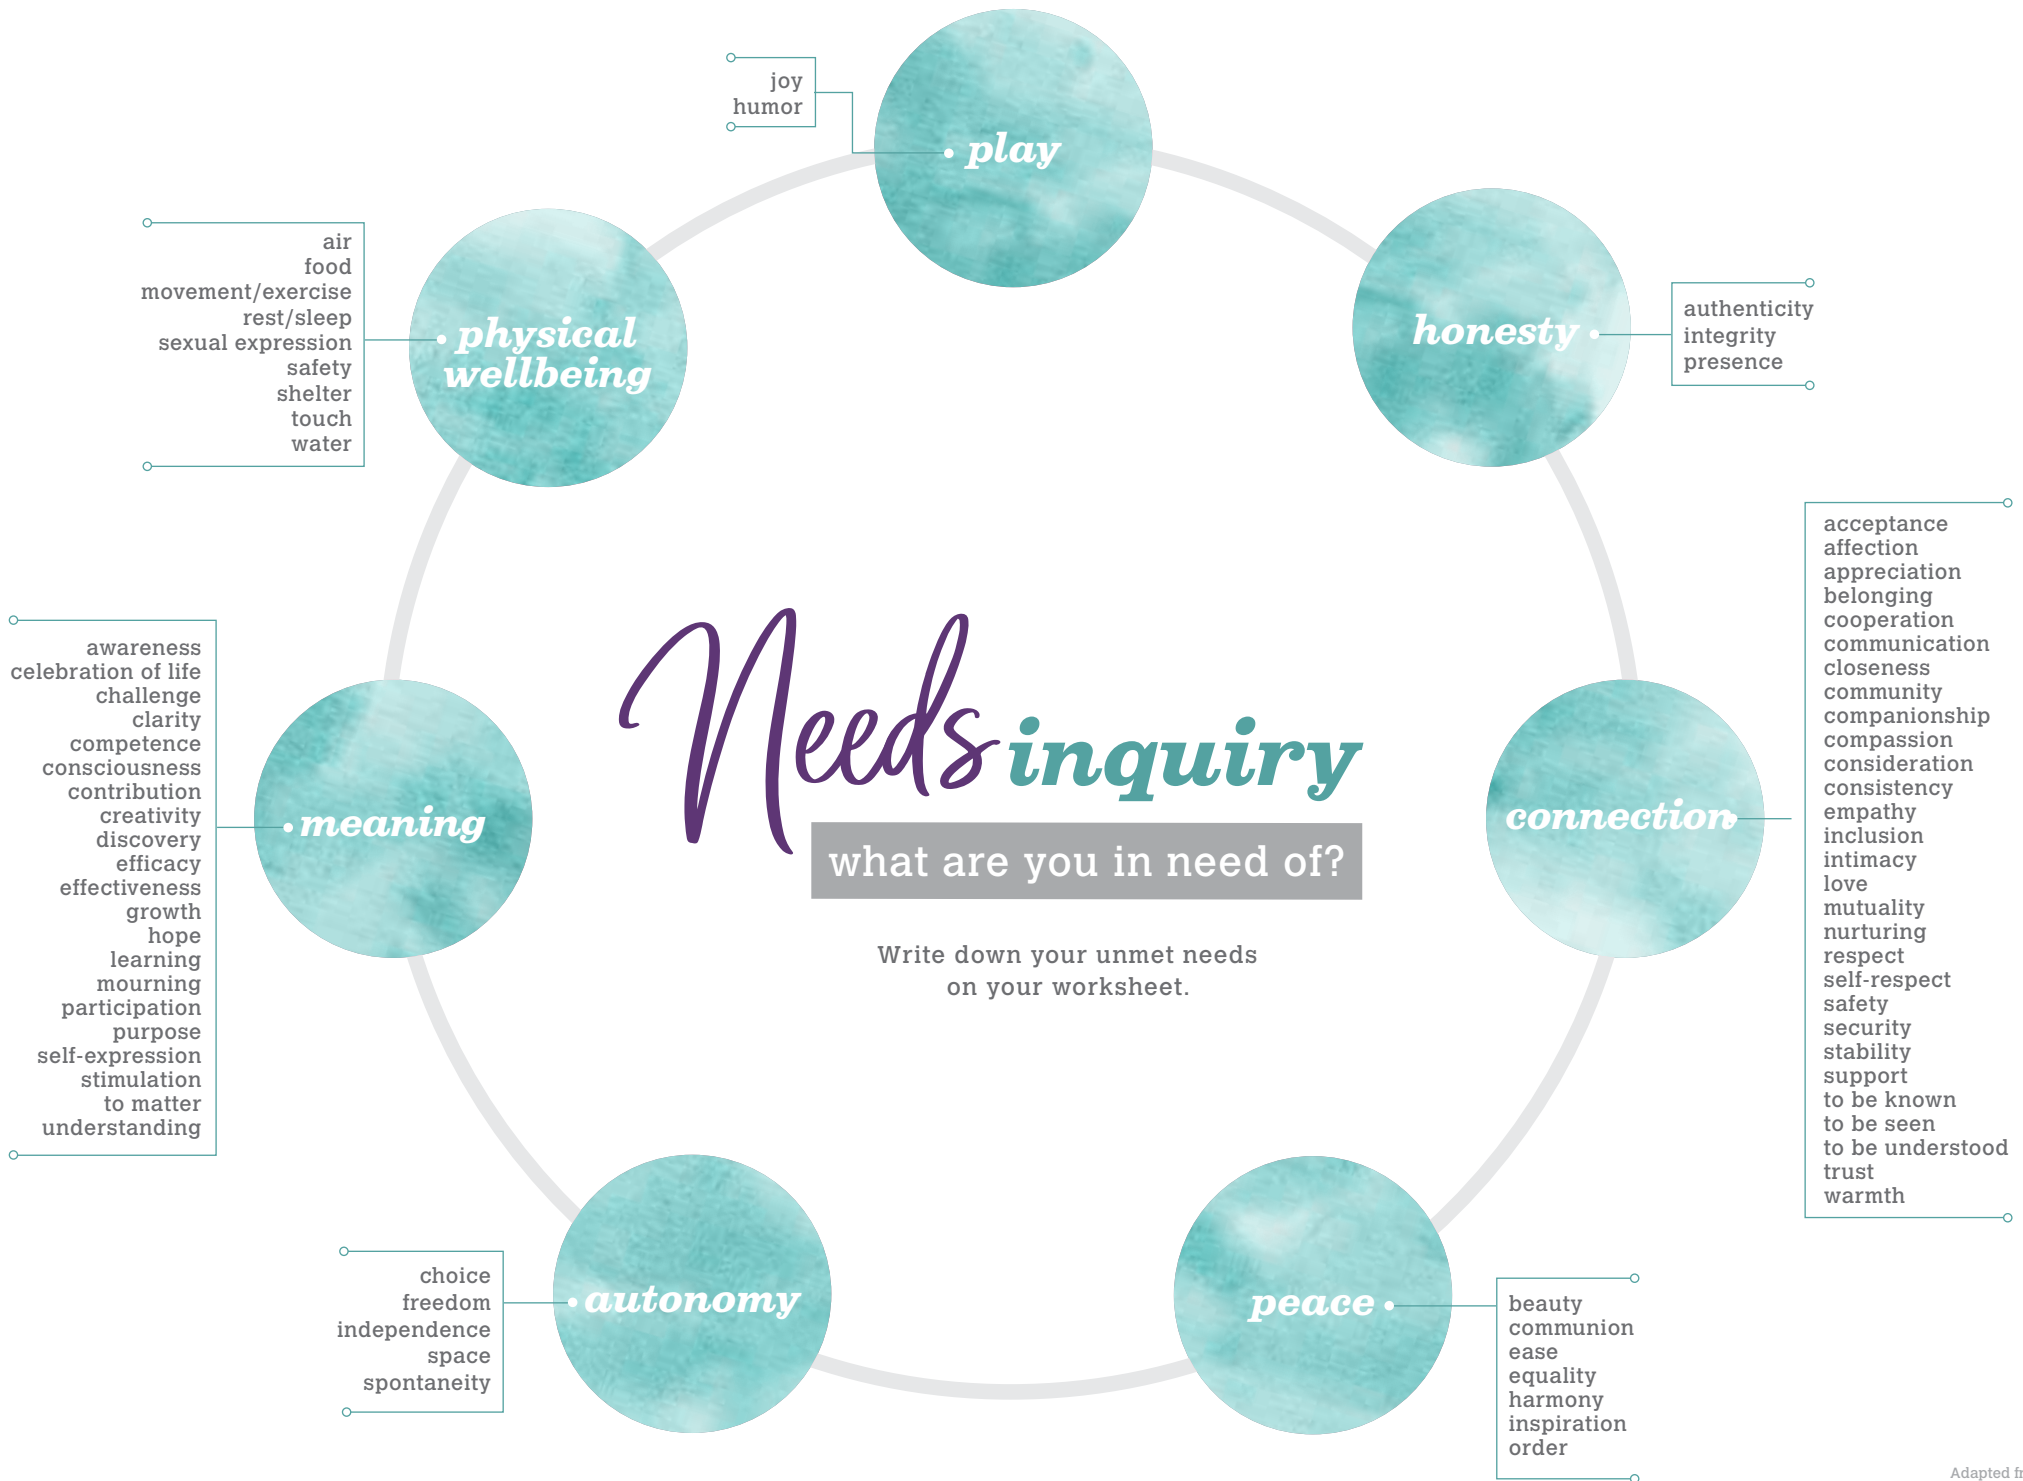 joy
humor
play
air
food
movement/exercise
rest/sleep
sexual expression
safety
shelter
touch
water
physical
wellbeing
honesty
authenticity
integrity
presence
acceptance
affection
appreciation
belonging
cooperation
communication
closeness
community
companionship
compassion
consideration
consistency
empathy
inclusion
intimacy
love
mutuality
nurturing
respect
self-respect
safety
security
stability
support
to be known
to be seen
to be understood
trust
warmth
connection
awareness
celebration of life
challenge
clarity
competence
consciousness
contribution
creativity
discovery
efficacy
effectiveness
growth
hope
learning
mourning
participation
purpose
self-expression
stimulation
to matter
understanding
meaning
Needs inquiry
what are you in need of?
Write down your unmet needs
on your worksheet.
choice
freedom
independence
space
spontaneity
autonomy
peace
beauty
communion
ease
equality
harmony
inspiration
order
Adapted